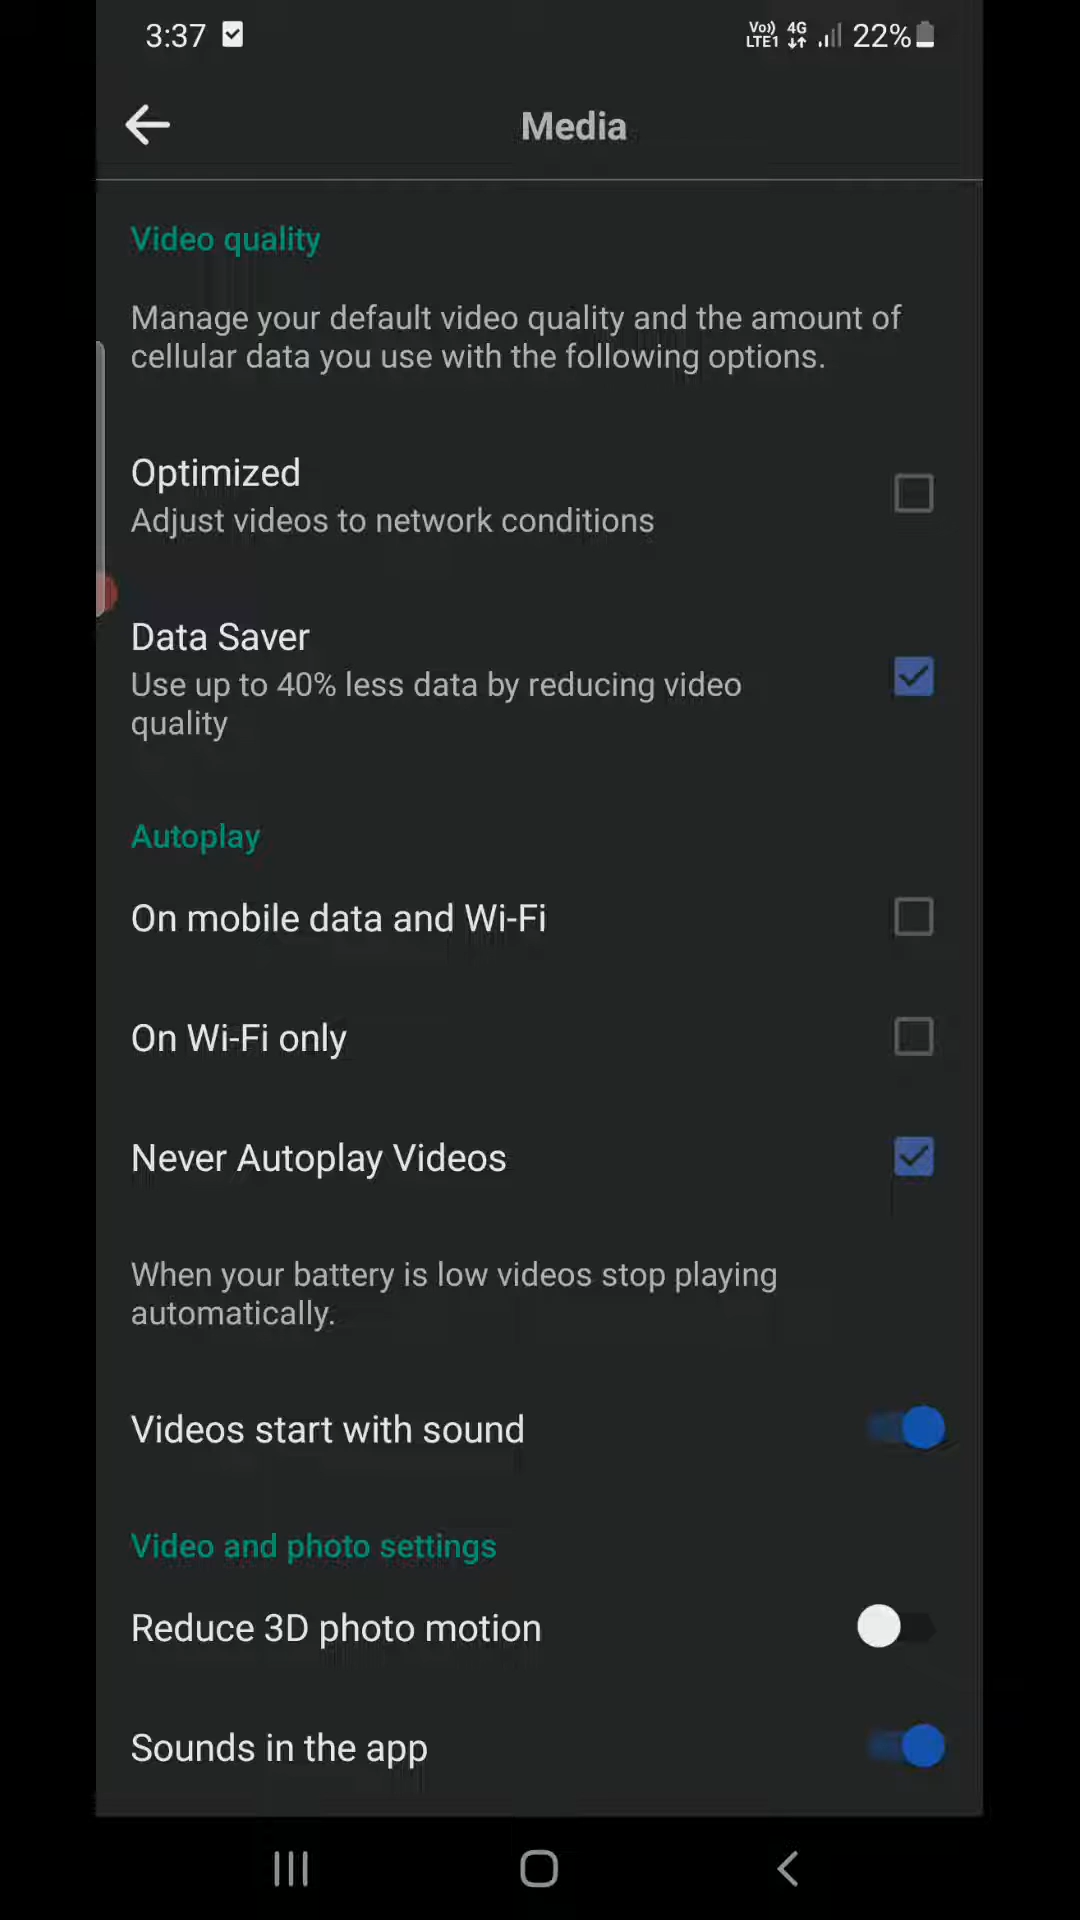 3:37
Vo)) LTE1 4G 22%
Media
Video quality
Manage your default video quality and the amount of
cellular data you use with the following options.
Optimized
Adjust videos to network conditions
Data Saver
Use up to 40% less data by reducing video
quality
Autoplay
On mobile data and Wi-Fi
On Wi-Fi only
Never Autoplay Videos
When your battery is low videos stop playing
automatically.
Videos start with sound
Video and photo settings
Reduce 3D photo motion
Sounds in the app